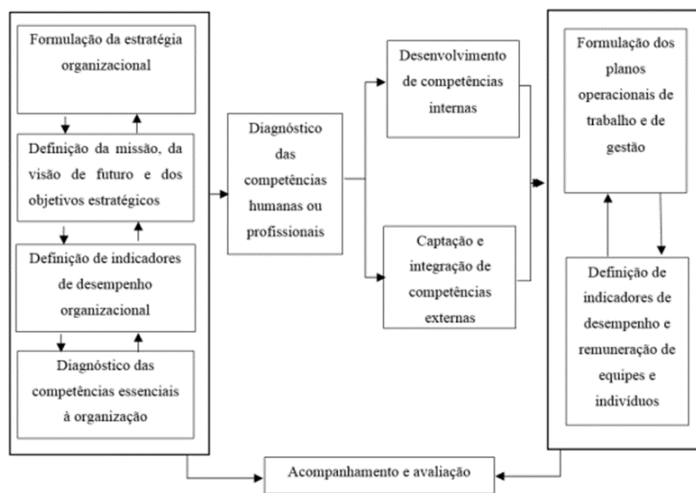 Formulação da estratégia
organizacional
Definição da missão, da
visão de futuro e dos
objetivos estratégicos
Definição de indicadores
de desempenho
organizacional
Diagnóstico das
competências essenciais
à organização
Diagnóstico
das
competências
humanas ou
profissionais
Desenvolvimento
de competências
internas
Captação e
integração de
competências
externas
Formulação dos
planos
operacionais de
trabalho e de
gestão
Definição de
indicadores de
desempenho e
remuneração de
equipes e
indivíduos
Acompanhamento e avaliação